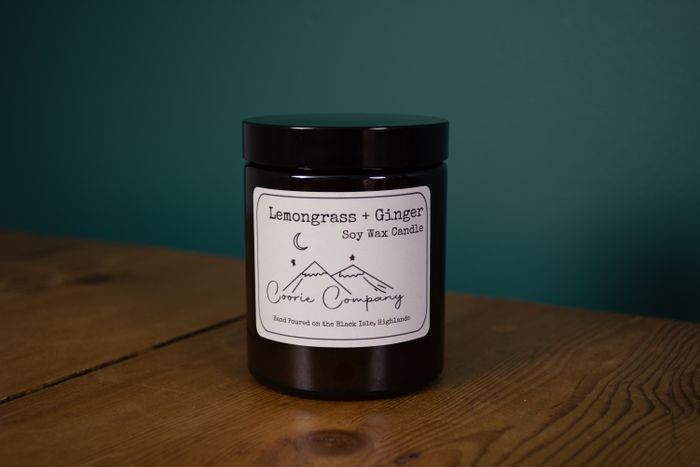 Lemongrass + Ginger
Soy Wax Candle
Coorie Company
Hand Poured on the Black Isle, Highlands